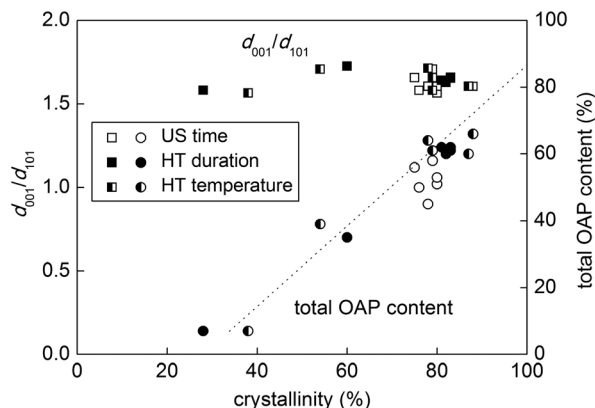 2.0
1.5
1.0
0.5
0.0
d001/d101
100
80
60
40
20
0
total OAP content (%)
d001/d101
US time
HT duration
HT temperature
total OAP content
0 20 40 60 80 100
crystallinity (%)